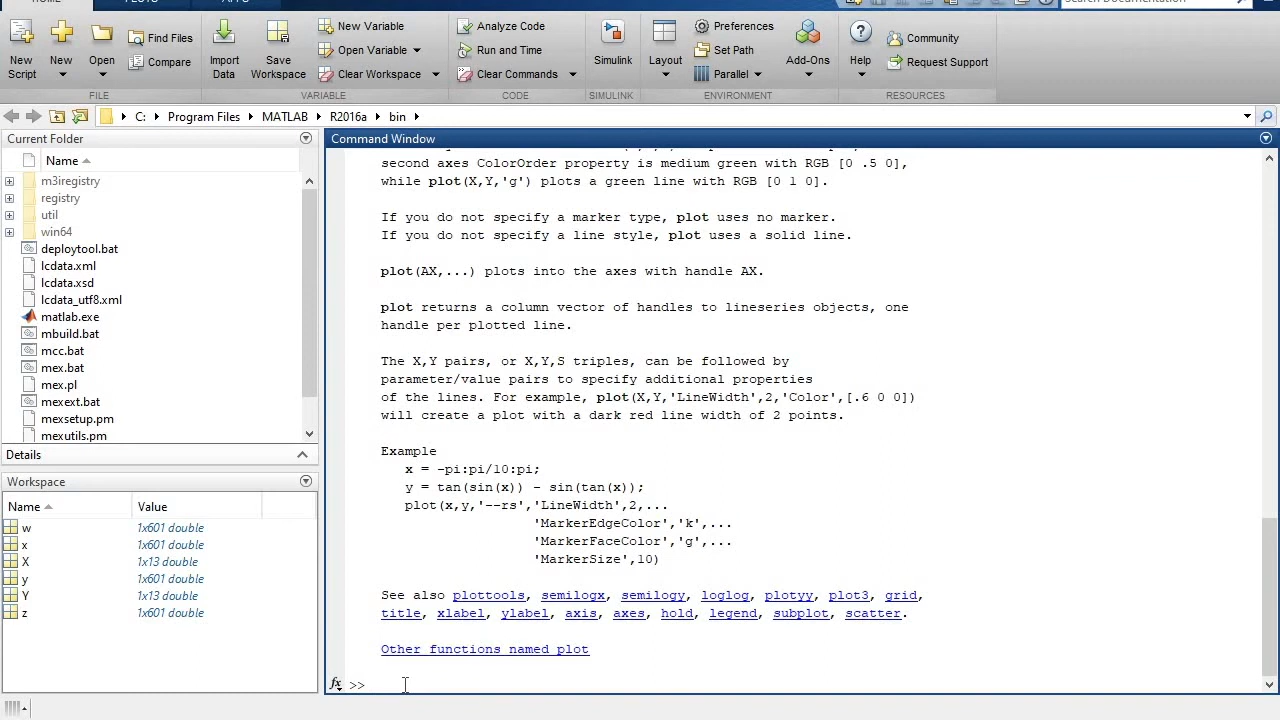 HOME PLOTS APPS Search Documentation
New Script
New
Open
Find Files
Compare
FILE
Import Data
Save Workspace
New Variable
Open Variable
Clear Workspace
VARIABLE
Analyze Code
Run and Time
Clear Commands
CODE
Simulink
SIMULINK
Layout
Preferences
Set Path
Parallel
Add-Ons
ENVIRONMENT
Help
Community
Request Support
RESOURCES
C: Program Files MATLAB R2016a bin
Current Folder
Name
m3iregistry
registry
util
win64
deploytool.bat
lcdata.xml
lcdata.xsd
lcdata_utf8.xml
matlab.exe
mbuild.bat
mcc.bat
mex.bat
mex.pl
mexext.bat
mexsetup.pm
mexutils.pm
Details
Workspace
Name Value
w 1x601 double
x 1x601 double
X 1x13 double
y 1x601 double
Y 1x13 double
z 1x601 double
Command Window
second axes ColorOrder property is medium green with RGB [0 .5 0],
while plot(X,Y,'g') plots a green line with RGB [0 1 0].
If you do not specify a marker type, plot uses no marker.
If you do not specify a line style, plot uses a solid line.
plot(AX,...) plots into the axes with handle AX.
plot returns a column vector of handles to lineseries objects, one
handle per plotted line.
The X,Y pairs, or X,Y,S triples, can be followed by
parameter/value pairs to specify additional properties
of the lines. For example, plot(X,Y,'LineWidth',2,'Color',[.6 0 0])
will create a plot with a dark red line width of 2 points.
Example
x = -pi:pi/10:pi;
y = tan(sin(x)) - sin(tan(x));
plot(x,y,'--rs','LineWidth',2,...
'MarkerEdgeColor','k',...
'MarkerFaceColor','g',...
'MarkerSize',10)
See also plottools, semilogx, semilogy, loglog, plotyy, plot3, grid,
title, xlabel, ylabel, axis, axes, hold, legend, subplot, scatter.
Other functions named plot
fx >>